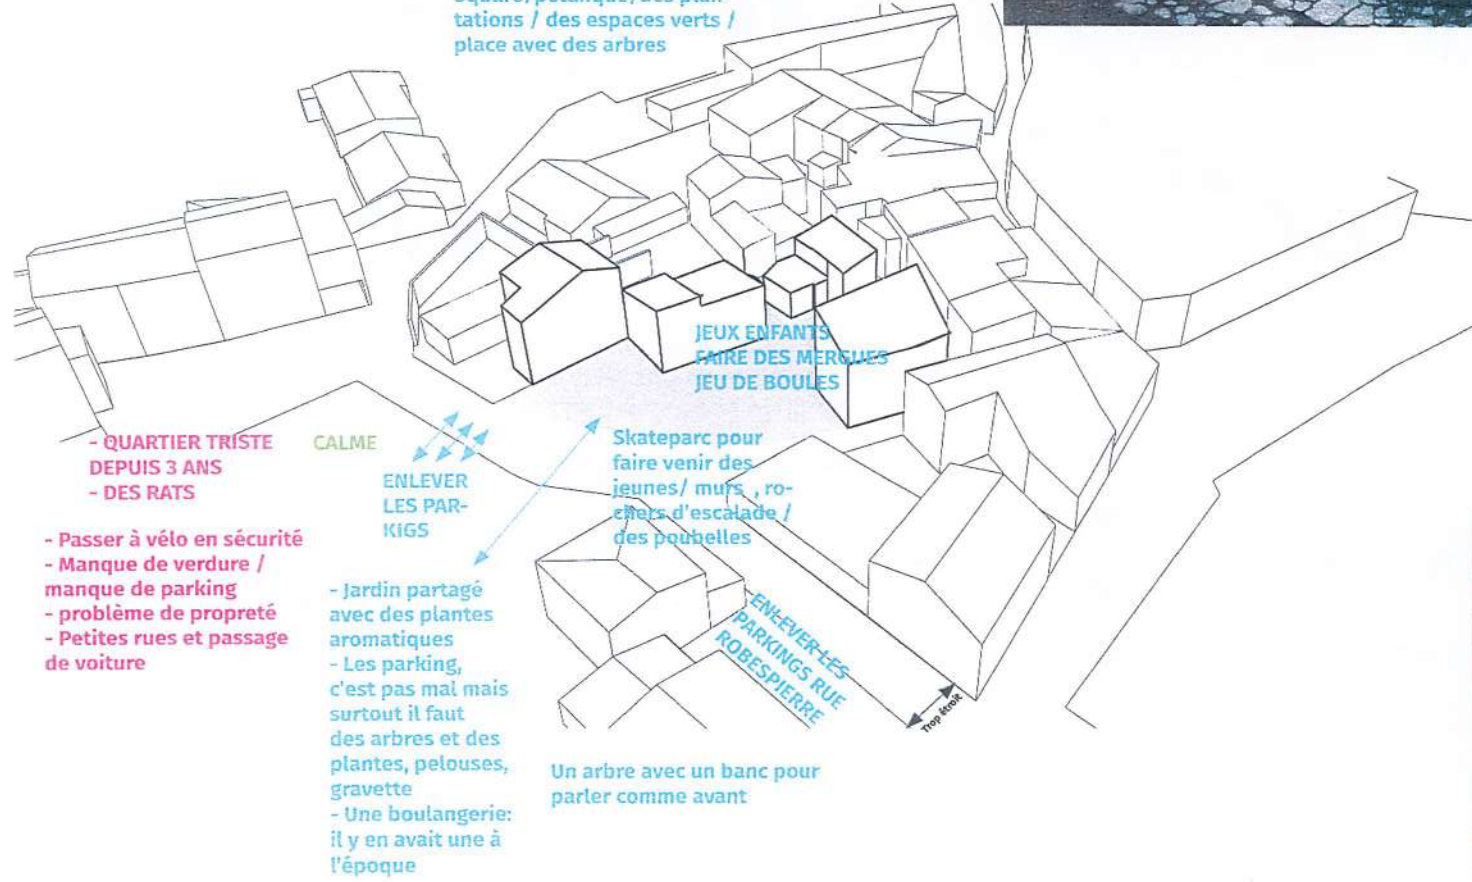 square/pétanque/des plan-
tations / des espaces verts /
place avec des arbres
JEUX ENFANTS
FAIRE DES MERGUES
JEU DE BOULES
- QUARTIER TRISTE
DEPUIS 3 ANS
- DES RATS
CALME
ENLEVER
LES PAR-
KiGS
Skateparc pour
faire venir des
jeunes/ murs , ro-
chers d'escalade /
des poubelles
- Passer à vélo en sécurité
- Manque de verdure /
manque de parking
- problème de propreté
- Petites rues et passage
de voiture
- Jardin partagé
avec des plantes
aromatiques
- Les parking,
c'est pas mal mais
surtout il faut
des arbres et des
plantes, pelouses,
gravette
- Une boulangerie:
il y en avait une à
l'époque
ENLEVER LES
PARKINGS RUE
ROBESPIERRE
Trop étroit
Un arbre avec un banc pour
parler comme avant